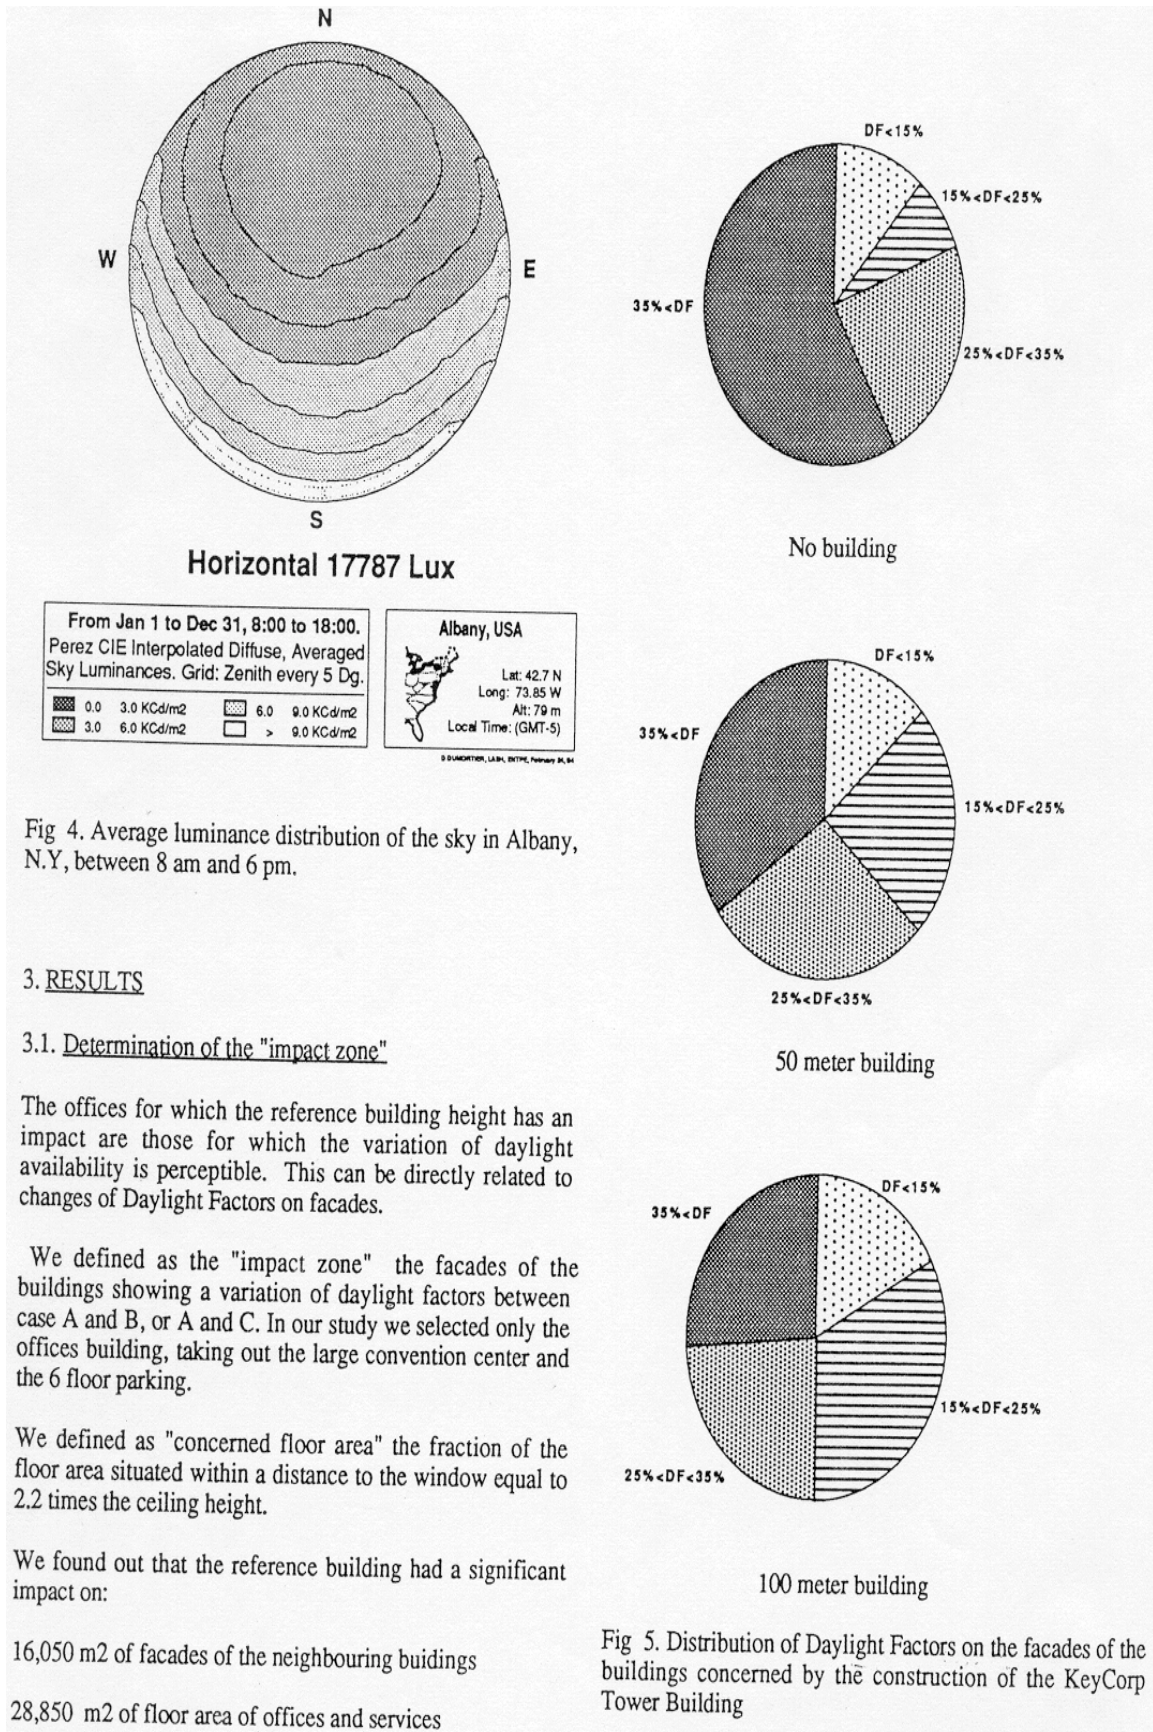 N
W
E
S
Horizontal 17787 Lux
From Jan 1 to Dec 31, 8:00 to 18:00.
Perez CIE Interpolated Diffuse, Averaged
Sky Luminances. Grid: Zenith every 5 Dg.
0.0 3.0 KCd/m2
6.0 9.0 KCd/m2
3.0 6.0 KCd/m2
> 9.0 KCd/m2
Albany, USA
Lat: 42.7 N
Long: 73.85 W
Alt: 79 m
Local Time: (GMT-5)
D DUMORTIER, LASH, ENTPE, February 24, 94
Fig 4. Average luminance distribution of the sky in Albany,
N.Y, between 8 am and 6 pm.
3. RESULTS
3.1. Determination of the "impact zone"
The offices for which the reference building height has an
impact are those for which the variation of daylight
availability is perceptible. This can be directly related to
changes of Daylight Factors on facades.
We defined as the "impact zone" the facades of the
buildings showing a variation of daylight factors between
case A and B, or A and C. In our study we selected only the
offices building, taking out the large convention center and
the 6 floor parking.
We defined as "concerned floor area" the fraction of the
floor area situated within a distance to the window equal to
2.2 times the ceiling height.
We found out that the reference building had a significant
impact on:
16,050 m2 of facades of the neighbouring buidings
28,850 m2 of floor area of offices and services
DF<15%
15%<DF<25%
35%<DF
25%<DF<35%
No building
DF<15%
35%<DF
15%<DF<25%
25%<DF<35%
50 meter building
DF<15%
35%<DF
15%<DF<25%
25%<DF<35%
100 meter building
Fig 5. Distribution of Daylight Factors on the facades of the
buildings concerned by the construction of the KeyCorp
Tower Building